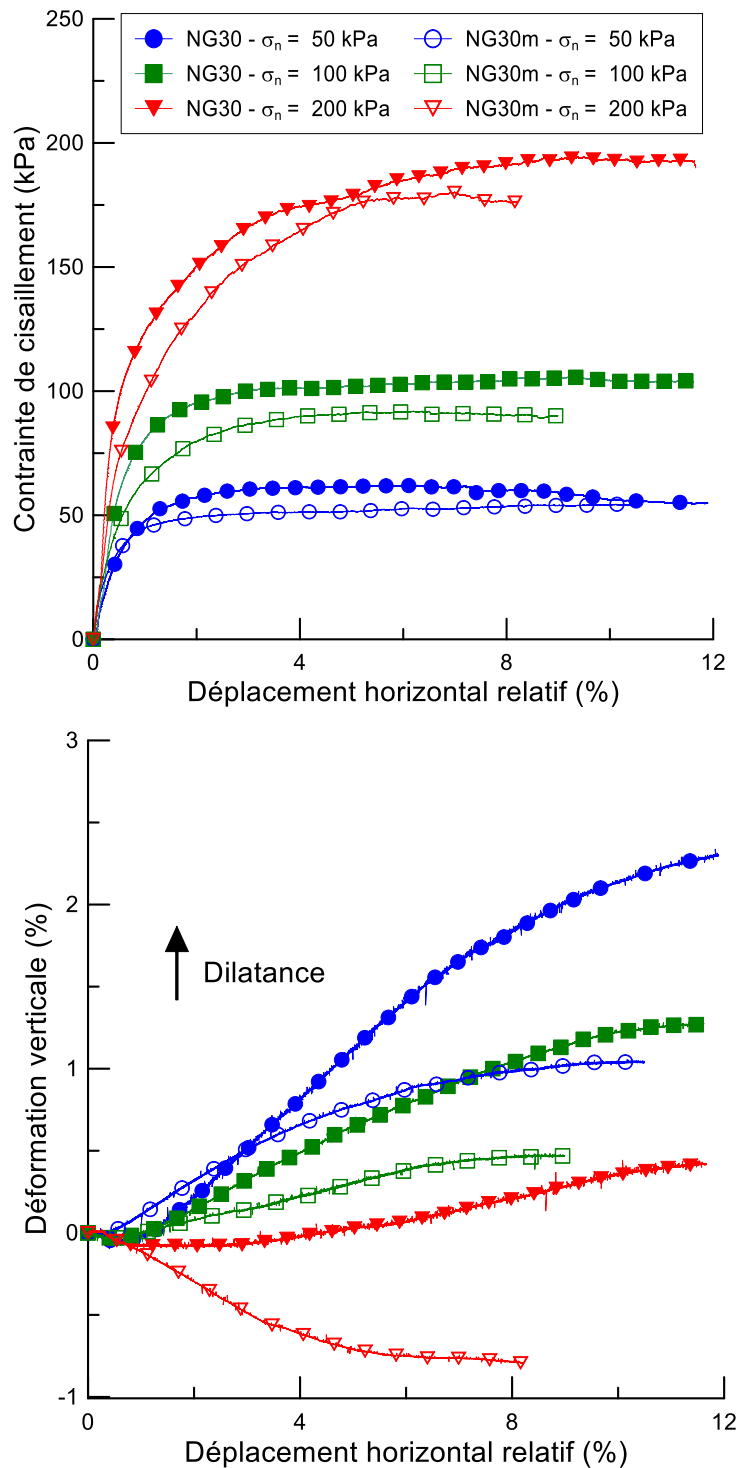 250
200
150
100
50
0
Contrainte de cisaillement (kPa)
NG30 - σn = 50 kPa
NG30m - σn = 50 kPa
NG30 - σn = 100 kPa
NG30m - σn = 100 kPa
NG30 - σn = 200 kPa
NG30m - σn = 200 kPa
0 4 8 12
Déplacement horizontal relatif (%)
3
2
1
0
-1
Déformation verticale (%)
Dilatance
0 4 8 12
Déplacement horizontal relatif (%)